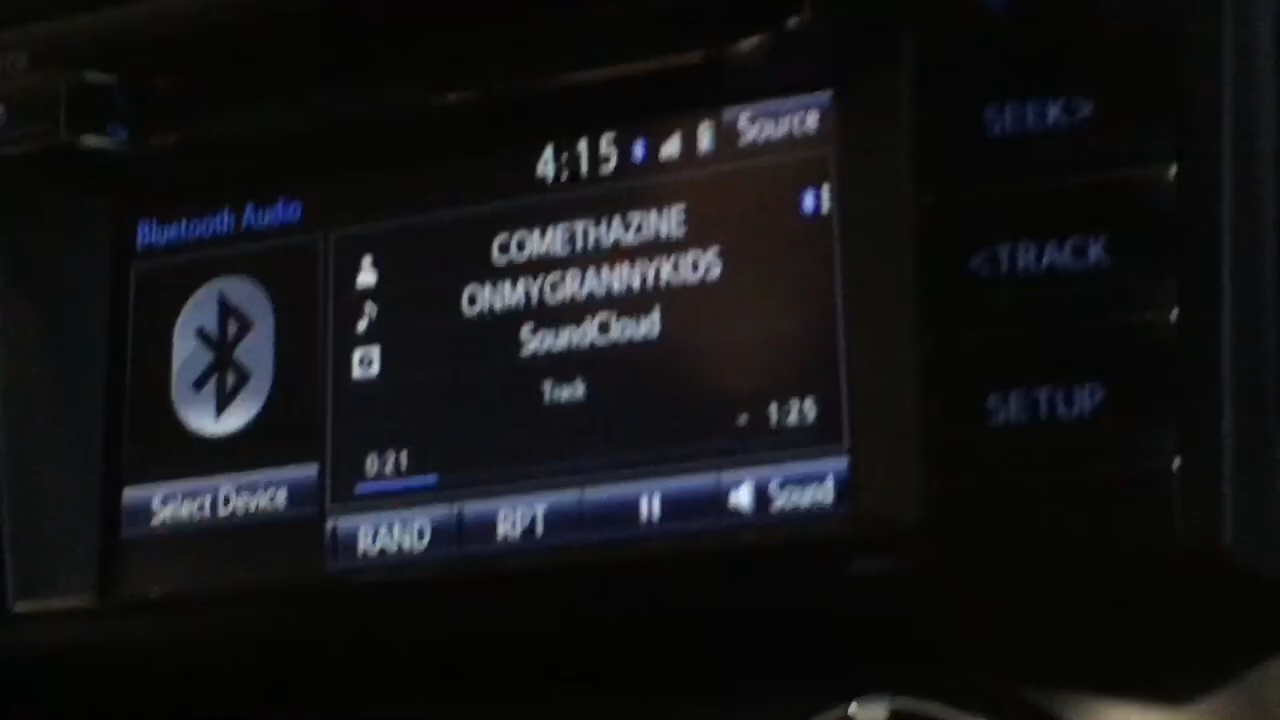 4:15
Source
Bluetooth Audio
COMETHAZINE
ONMYGRANNYKIDS
SoundCloud
Track
0:21
- 1:25
Select Device
RAND
RPT
Sound
SEEK>
<TRACK
SETUP